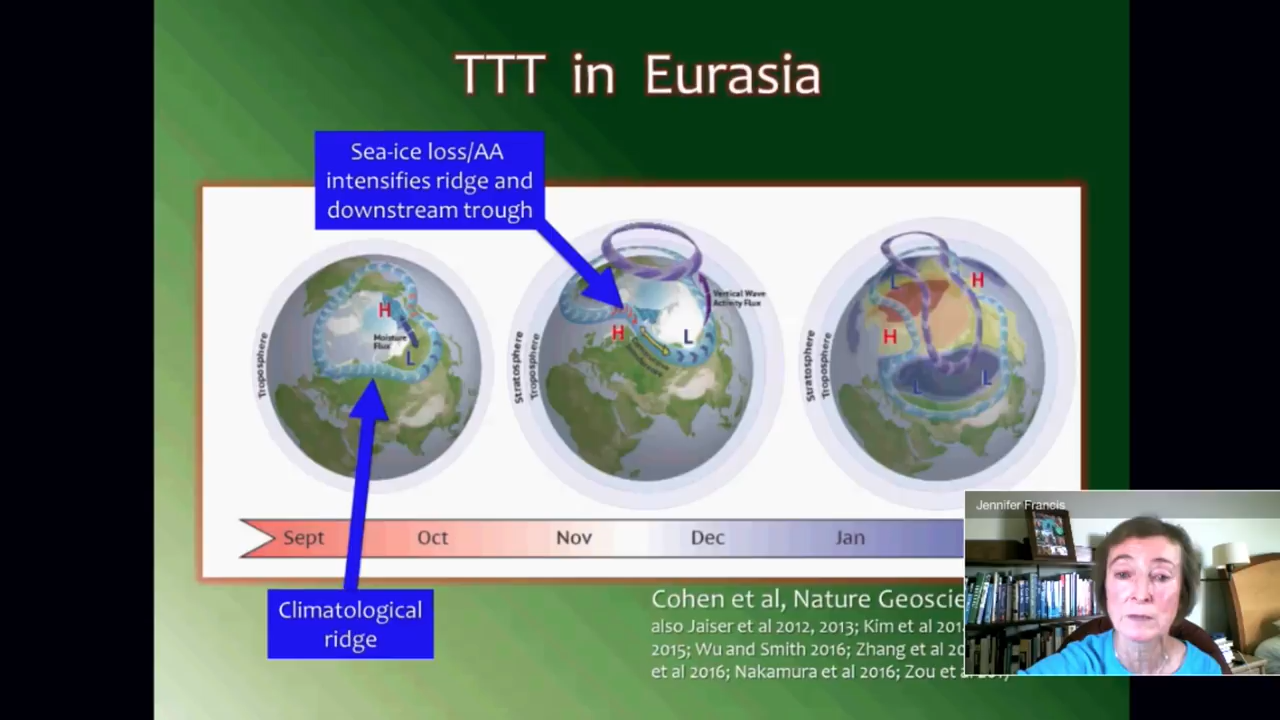 TTT in Eurasia
Sea-ice loss/AA
intensifies ridge and
downstream trough
H
Moisture
Flux
L
Troposphere
H
L
Vertical Wave
Activity Flux
Stratosphere
Troposphere
L
H
H
L
L
Stratosphere
Troposphere
Sept
Oct
Nov
Dec
Jan
Climatological
ridge
Cohen et al, Nature
also Jaiser et al 2012, 2013; Kim et al
2015; Wu and Smith 2016; Zhang et al
et al 2016; Nakamura et al 2016; Zou et
Jennifer Francis